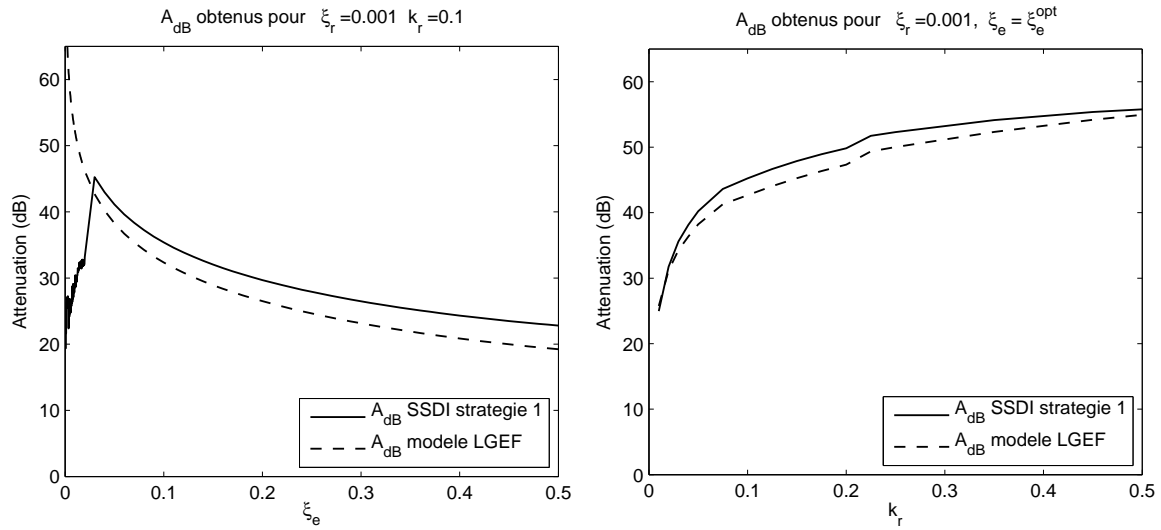 A_dB obtenus pour ξ_r =0.001 k_r =0.1
Attenuation (dB)
60
50
40
30
20
10
0
0 0.1 0.2 0.3 0.4 0.5
ξ_e
A_dB SSDI strategie 1
A_dB modele LGEF
A_dB obtenus pour ξ_r =0.001, ξ_e = ξ_e^opt
Attenuation (dB)
60
50
40
30
20
10
0
0 0.1 0.2 0.3 0.4 0.5
k_r
A_dB SSDI strategie 1
A_dB modele LGEF